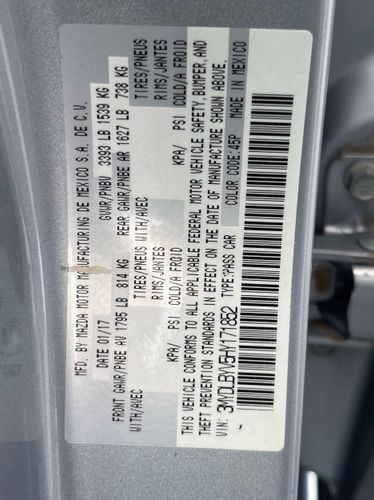 MFD. BY MAZDA MOTOR MANUFACTURING DE MEXICO S.A. DE C.V.
DATE 01/17 GVWR/PNBV 3393 LB 1539 KG
FRONT GAWR/PNBE AV 1795 LB 814 KG REAR GAWR/PNBE AR 1627 LB 738 KG
WITH/AVEC TIRES/PNEUS WITH/AVEC TIRES/PNEUS
RIMS/JANTES RIMS/JANTES
KPA/ PSI COLD/A FROID KPA/ PSI COLD/A FROID
THIS VEHICLE CONFORMS TO ALL APPLICABLE FEDERAL MOTOR VEHICLE SAFETY, BUMPER, AND
THEFT PREVENTION STANDARDS IN EFFECT ON THE DATE OF MANUFACTURE SHOWN ABOVE.
VIN: 3MYDLBYV5HY171852 TYPE:PASS CAR COLOR CODE:45P MADE IN MEXICO